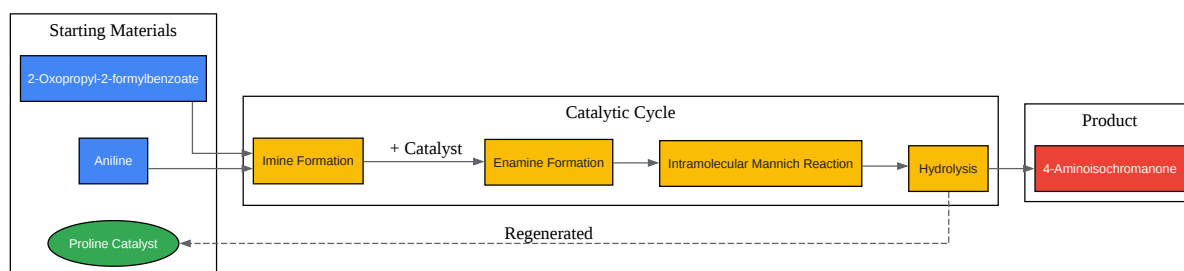 Starting Materials
2-Oxopropyl-2-formylbenzoate
Aniline
Proline Catalyst
Catalytic Cycle
Imine Formation
+ Catalyst
Enamine Formation
Intramolecular Mannich Reaction
Hydrolysis
Regenerated
Product
4-Aminoisochromanone